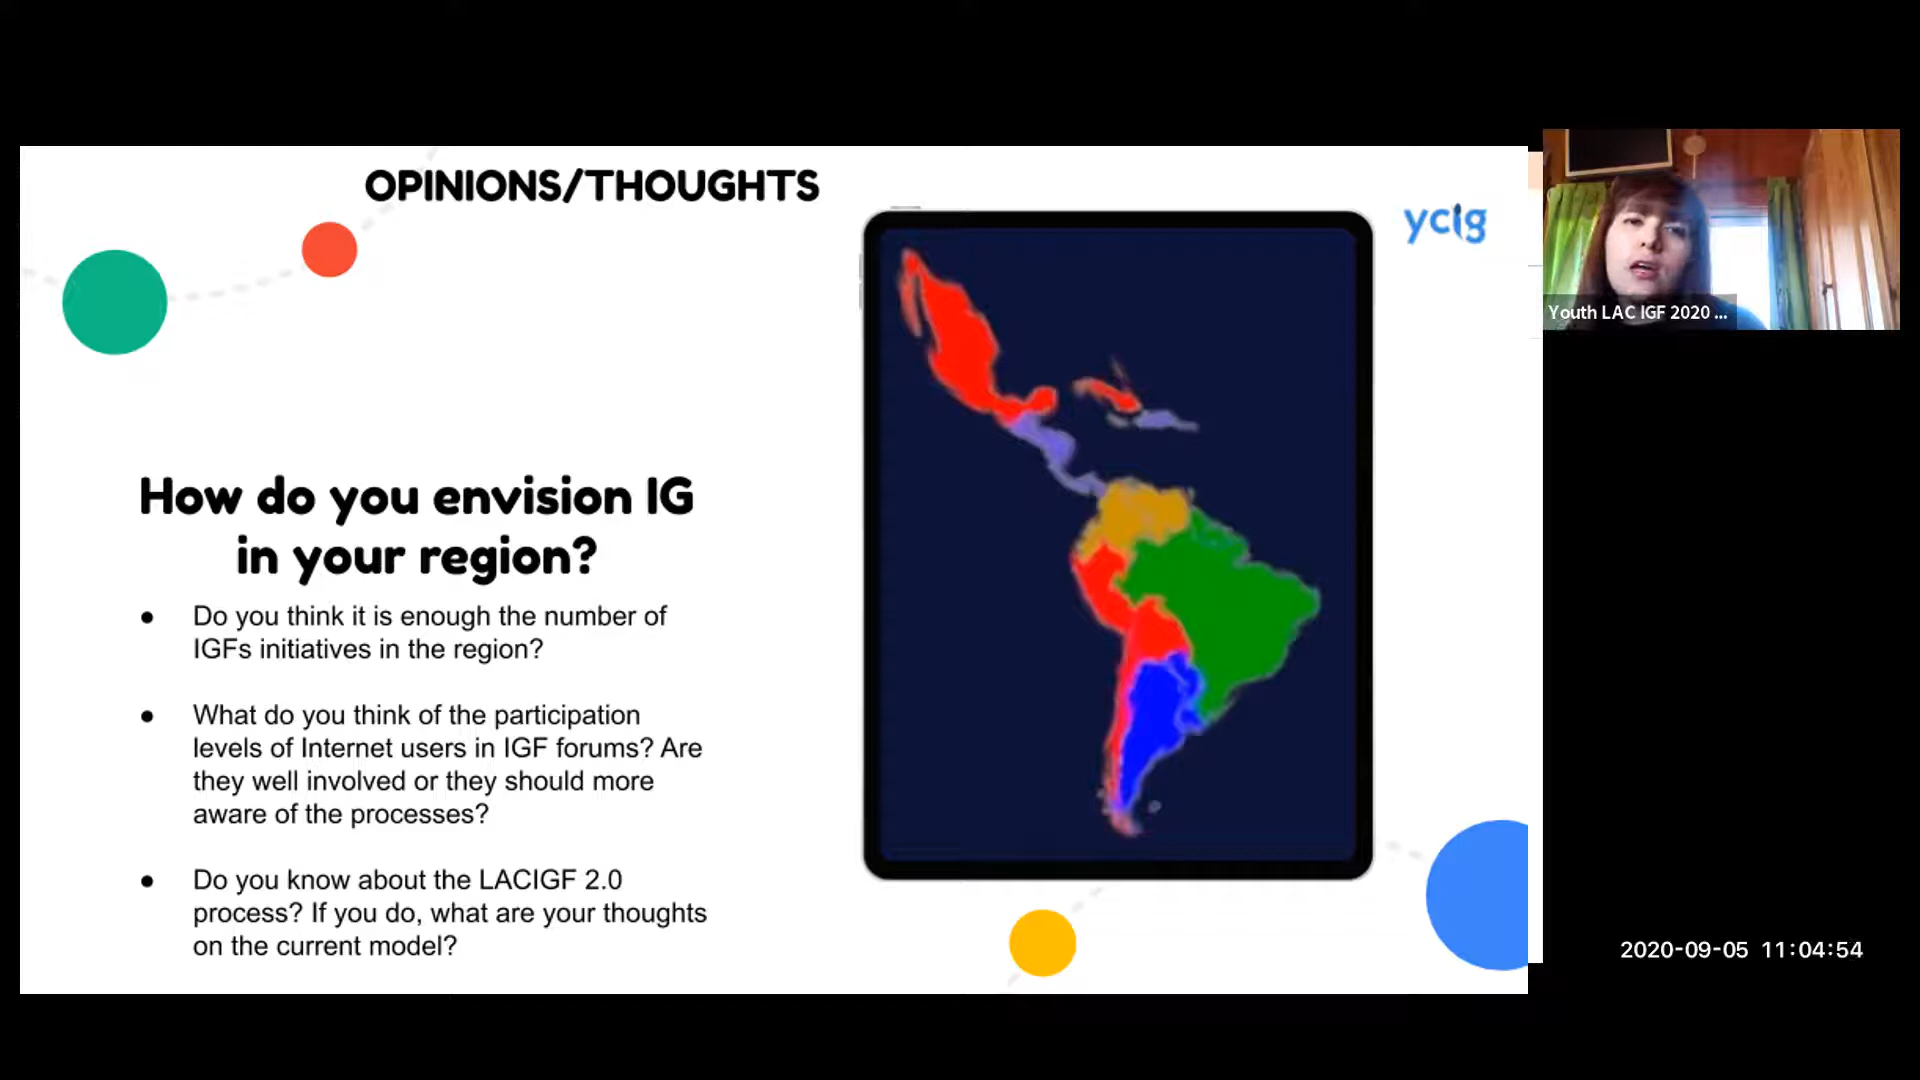 OPINIONS/THOUGHTS
ycig
How do you envision IG
in your region?
● Do you think it is enough the number of
IGFs initiatives in the region?
● What do you think of the participation
levels of Internet users in IGF forums? Are
they well involved or they should more
aware of the processes?
● Do you know about the LACIGF 2.0
process? If you do, what are your thoughts
on the current model?
Youth LAC IGF 2020 ...
2020-09-05 11:04:54